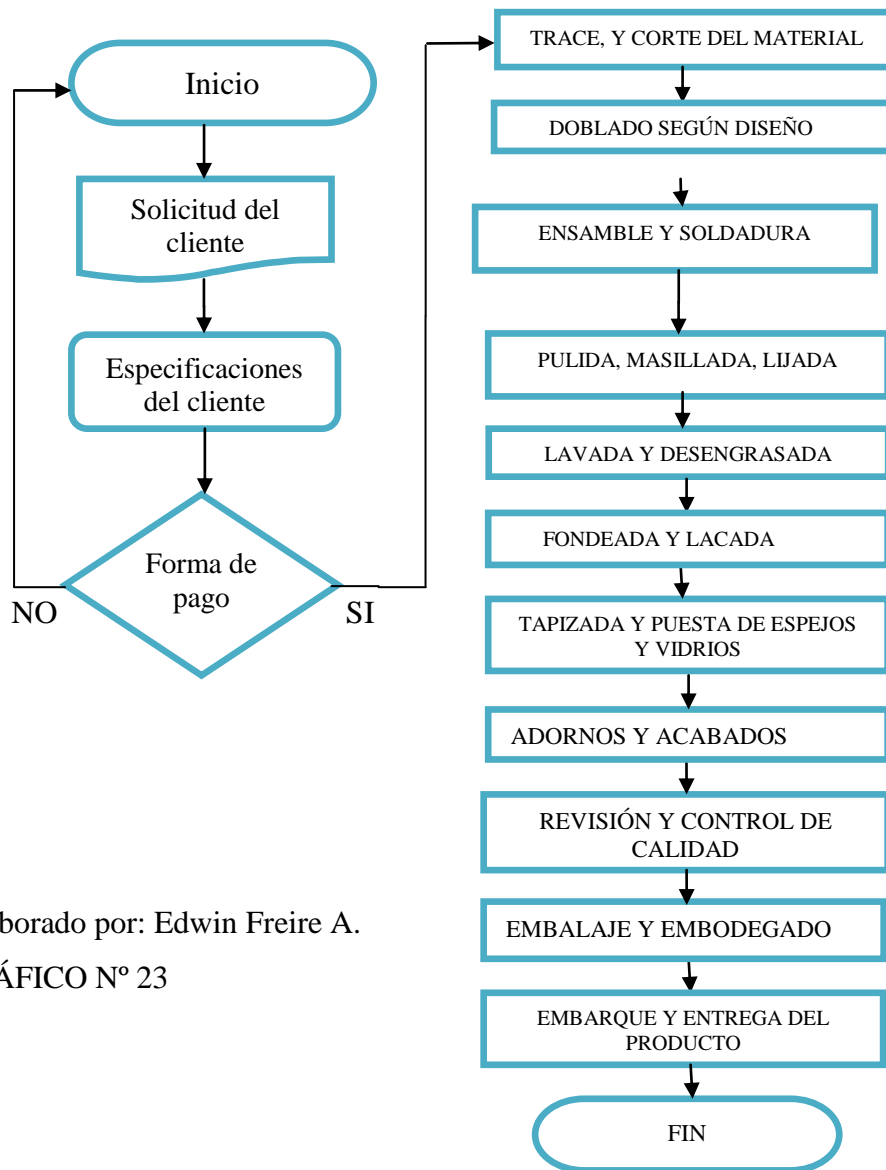 Inicio
Solicitud del
cliente
Especificaciones
del cliente
Forma de
pago
NO
SI
TRACE, Y CORTE DEL MATERIAL
DOBLADO SEGÚN DISEÑO
ENSAMBLE Y SOLDADURA
PULIDA, MASILLADA, LIJADA
LAVADA Y DESENGRASADA
FONDEADA Y LACADA
TAPIZADA Y PUESTA DE ESPEJOS
Y VIDRIOS
ADORNOS Y ACABADOS
REVISIÓN Y CONTROL DE
CALIDAD
EMBALAJE Y EMBODEGADO
EMBARQUE Y ENTREGA DEL
PRODUCTO
FIN
borado por: Edwin Freire A.
ÁFICO Nº 23